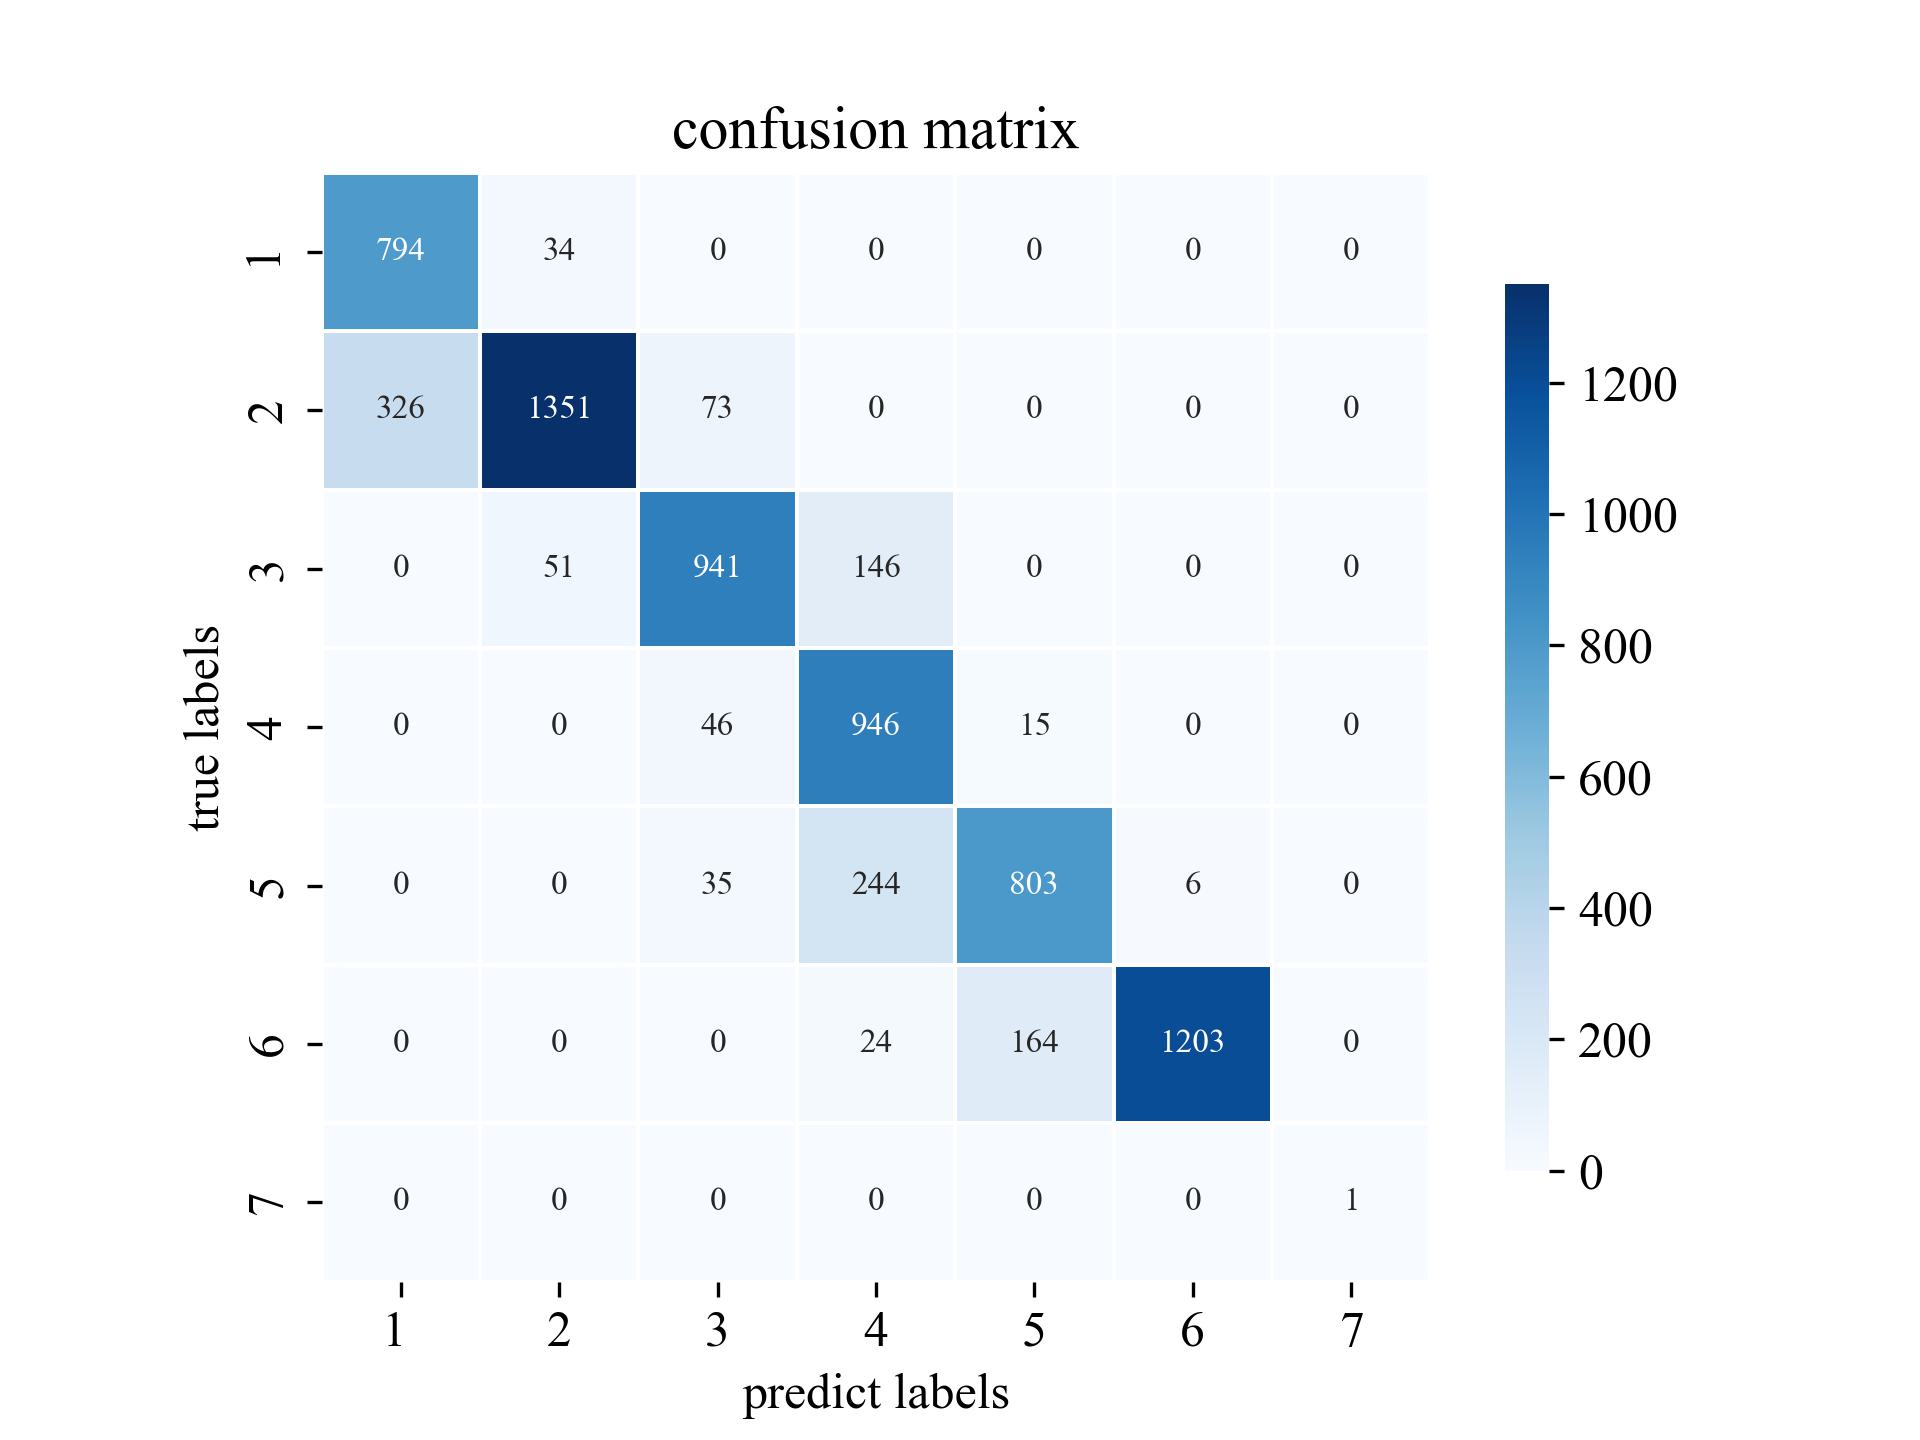 confusion matrix
1 794 34 0 0 0 0 0
2 326 1351 73 0 0 0 0
3 0 51 941 146 0 0 0
4 0 0 46 946 15 0 0
5 0 0 35 244 803 6 0
6 0 0 0 24 164 1203 0
7 0 0 0 0 0 0 1
1 2 3 4 5 6 7
predict labels
true labels
1200
1000
800
600
400
200
0